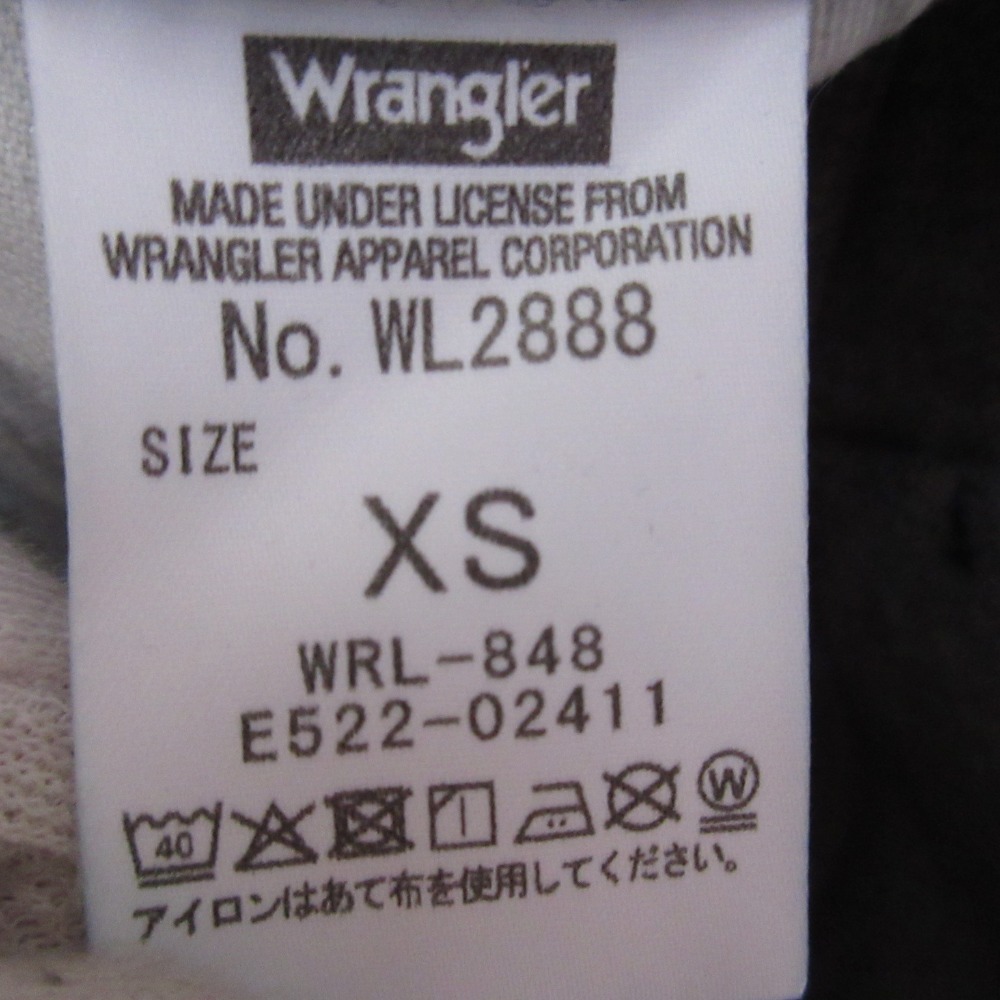 Wrangler
MADE UNDER LICENSE FROM
WRANGLER APPAREL CORPORATION
No. WL2888
SIZE
XS
WRL-848
E522-02411
40 W
アイロンはあて布を使用してください。